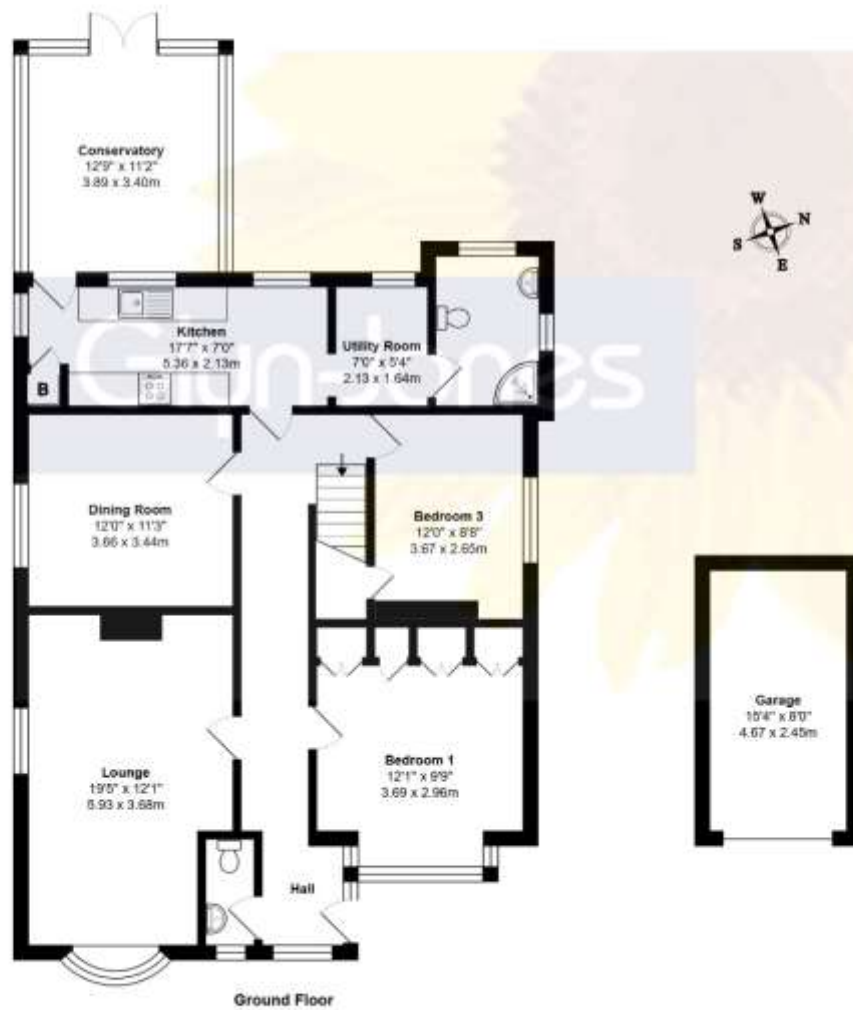 Conservatory
12'9" x 11'2"
3.89 x 3.40m
W
N
S
E
Kitchen
17'7" x 7'0"
5.36 x 2.13m
Utility Room
7'0" x 5'4"
2.13 x 1.64m
Glyn-Jones
B
Dining Room
12'0" x 11'3"
3.66 x 3.44m
Bedroom 3
12'0" x 8'8"
3.67 x 2.65m
Garage
15'4" x 8'0"
4.67 x 2.45m
Lounge
19'5" x 12'1"
5.93 x 3.68m
Bedroom 1
12'1" x 9'9"
3.69 x 2.96m
Hall
Ground Floor